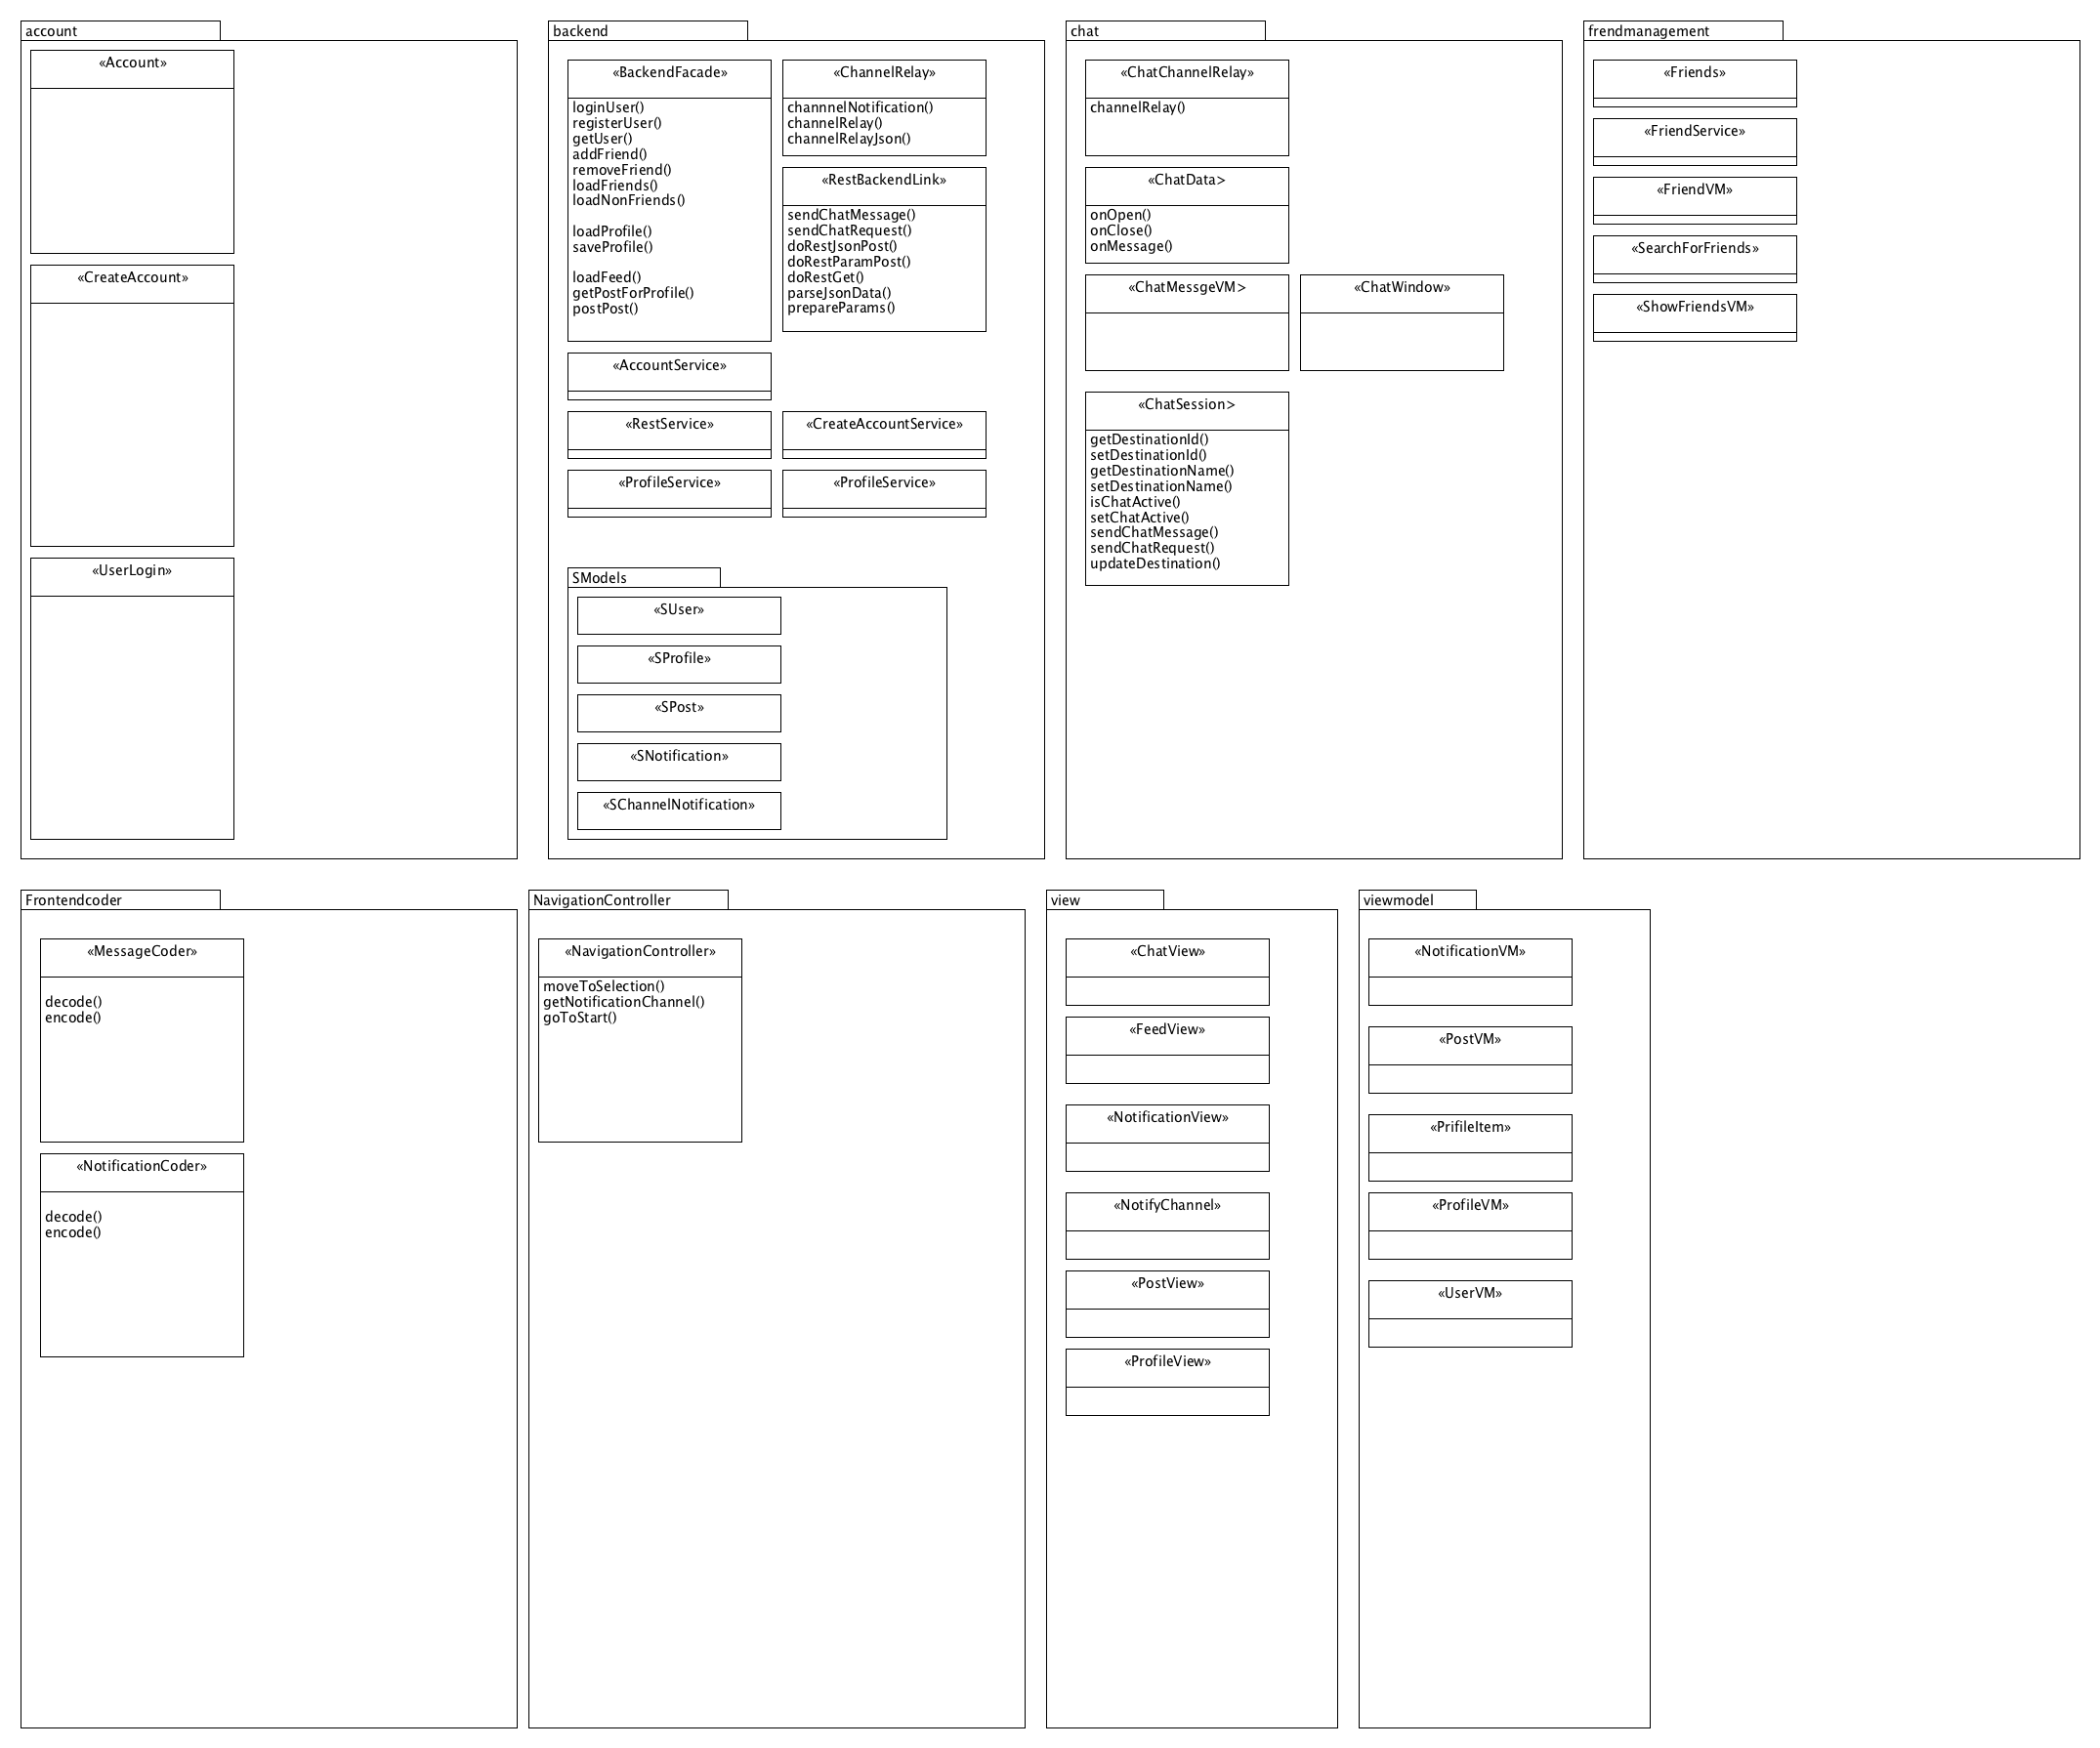 account
«Account»
«CreateAccount»
«UserLogin»
backend
«BackendFacade»
loginUser()
registerUser()
getUser()
addFriend()
removeFriend()
loadFriends()
loadNonFriends()
loadProfile()
saveProfile()
loadFeed()
getPostForProfile()
postPost()
«ChannelRelay»
channnelNotification()
channelRelay()
channelRelayJson()
«RestBackendLink»
sendChatMessage()
sendChatRequest()
doRestJsonPost()
doRestParamPost()
doRestGet()
parseJsonData()
prepareParams()
«AccountService»
«RestService»
«CreateAccountService»
«ProfileService»
«ProfileService»
SModels
«SUser»
«SProfile»
«SPost»
«SNotification»
«SChannelNotification»
chat
«ChatChannelRelay»
channelRelay()
«ChatData>
onOpen()
onClose()
onMessage()
«ChatMessgeVM>
«ChatWindow»
«ChatSession>
getDestinationId()
setDestinationId()
getDestinationName()
setDestinationName()
isChatActive()
setChatActive()
sendChatMessage()
sendChatRequest()
updateDestination()
frendmanagement
«Friends»
«FriendService»
«FriendVM»
«SearchForFriends»
«ShowFriendsVM»
Frontendcoder
«MessageCoder»
decode()
encode()
«NotificationCoder»
decode()
encode()
NavigationController
«NavigationController»
moveToSelection()
getNotificationChannel()
goToStart()
view
«ChatView»
«FeedView»
«NotificationView»
«NotifyChannel»
«PostView»
«ProfileView»
viewmodel
«NotificationVM»
«PostVM»
«PrifileItem»
«ProfileVM»
«UserVM»